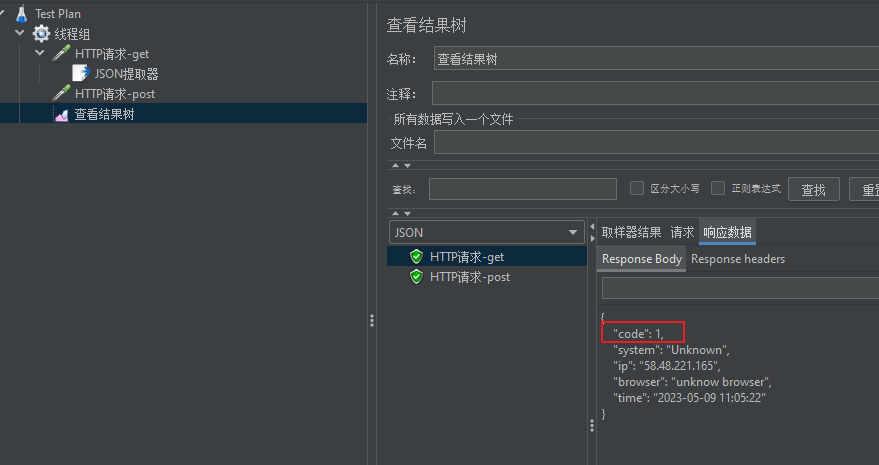 Test Plan
线程组
HTTP请求-get
JSON提取器
HTTP请求-post
查看结果树
查看结果树
名称: 查看结果树
注释:
所有数据写入一个文件
文件名
查找: 区分大小写 正则表达式 查找
JSON
HTTP请求-get
HTTP请求-post
取样器结果 请求 响应数据
Response Body Response headers
{
"code": 1,
"system": "Unknown",
"ip": "58.48.221.165",
"browser": "unknow browser",
"time": "2023-05-09 11:05:22"
}